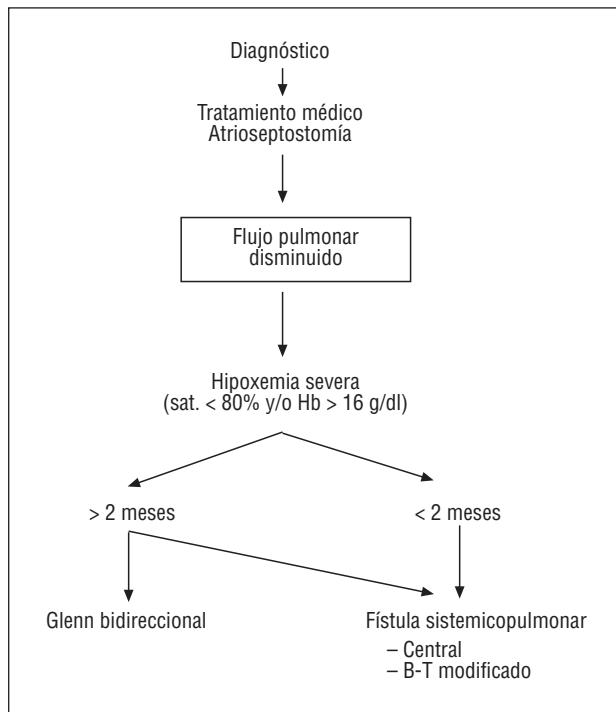 Diagnóstico
Tratamiento médico
Atrioseptostomía
Flujo pulmonar
disminuido
Hipoxemia severa
(sat. < 80% y/o Hb > 16 g/dl)
> 2 meses
< 2 meses
Glenn bidireccional
Fístula sistemicopulmonar
– Central
– B-T modificado